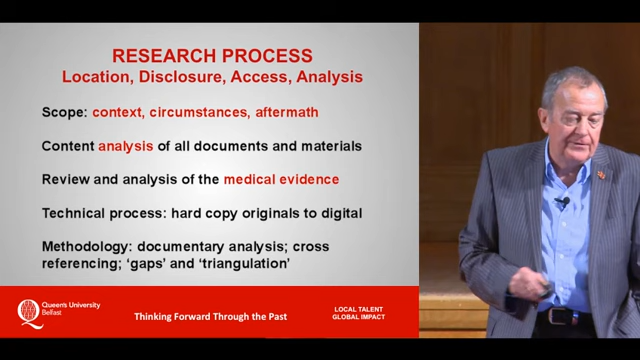 RESEARCH PROCESS
Location, Disclosure, Access, Analysis
Scope: context, circumstances, aftermath
Content analysis of all documents and materials
Review and analysis of the medical evidence
Technical process: hard copy originals to digital
Methodology: documentary analysis; cross
referencing; ‘gaps’ and ‘triangulation’
Queen's University
Belfast
Thinking Forward Through the Past
LOCAL TALENT
GLOBAL IMPACT